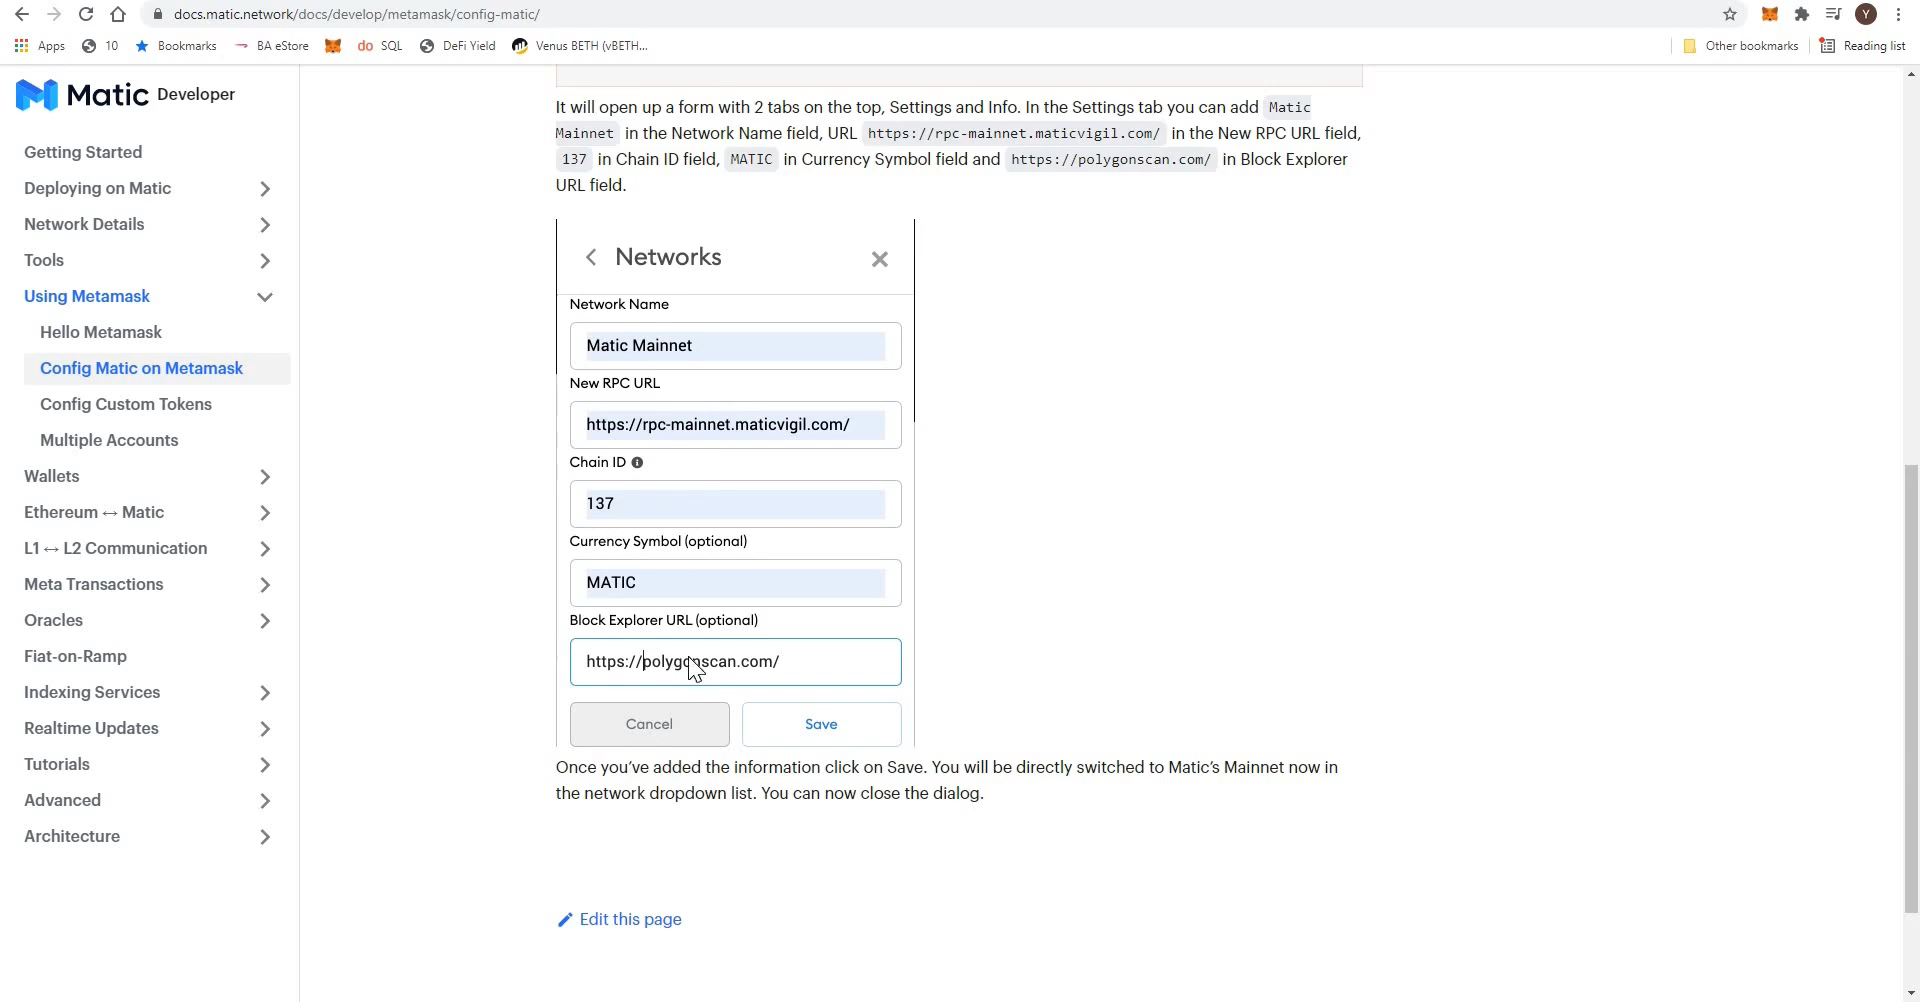 docs.matic.network/docs/develop/metamask/config-matic/
Y
Apps
10
Bookmarks
BA eStore
do SQL
DeFi Yield
Venus BETH (vBETH...
Other bookmarks
Reading list
Matic Developer
Getting Started
Deploying on Matic
Network Details
Tools
Using Metamask
Hello Metamask
Config Matic on Metamask
Config Custom Tokens
Multiple Accounts
Wallets
Ethereum ↔ Matic
L1 ↔ L2 Communication
Meta Transactions
Oracles
Fiat-on-Ramp
Indexing Services
Realtime Updates
Tutorials
Advanced
Architecture
It will open up a form with 2 tabs on the top, Settings and Info. In the Settings tab you can add Matic
Mainnet in the Network Name field, URL https://rpc-mainnet.maticvigil.com/ in the New RPC URL field,
137 in Chain ID field, MATIC in Currency Symbol field and https://polygonscan.com/ in Block Explorer
URL field.
Networks
Network Name
Matic Mainnet
New RPC URL
https://rpc-mainnet.maticvigil.com/
Chain ID
137
Currency Symbol (optional)
MATIC
Block Explorer URL (optional)
https://polygonscan.com/
Cancel
Save
Once you've added the information click on Save. You will be directly switched to Matic's Mainnet now in
the network dropdown list. You can now close the dialog.
Edit this page